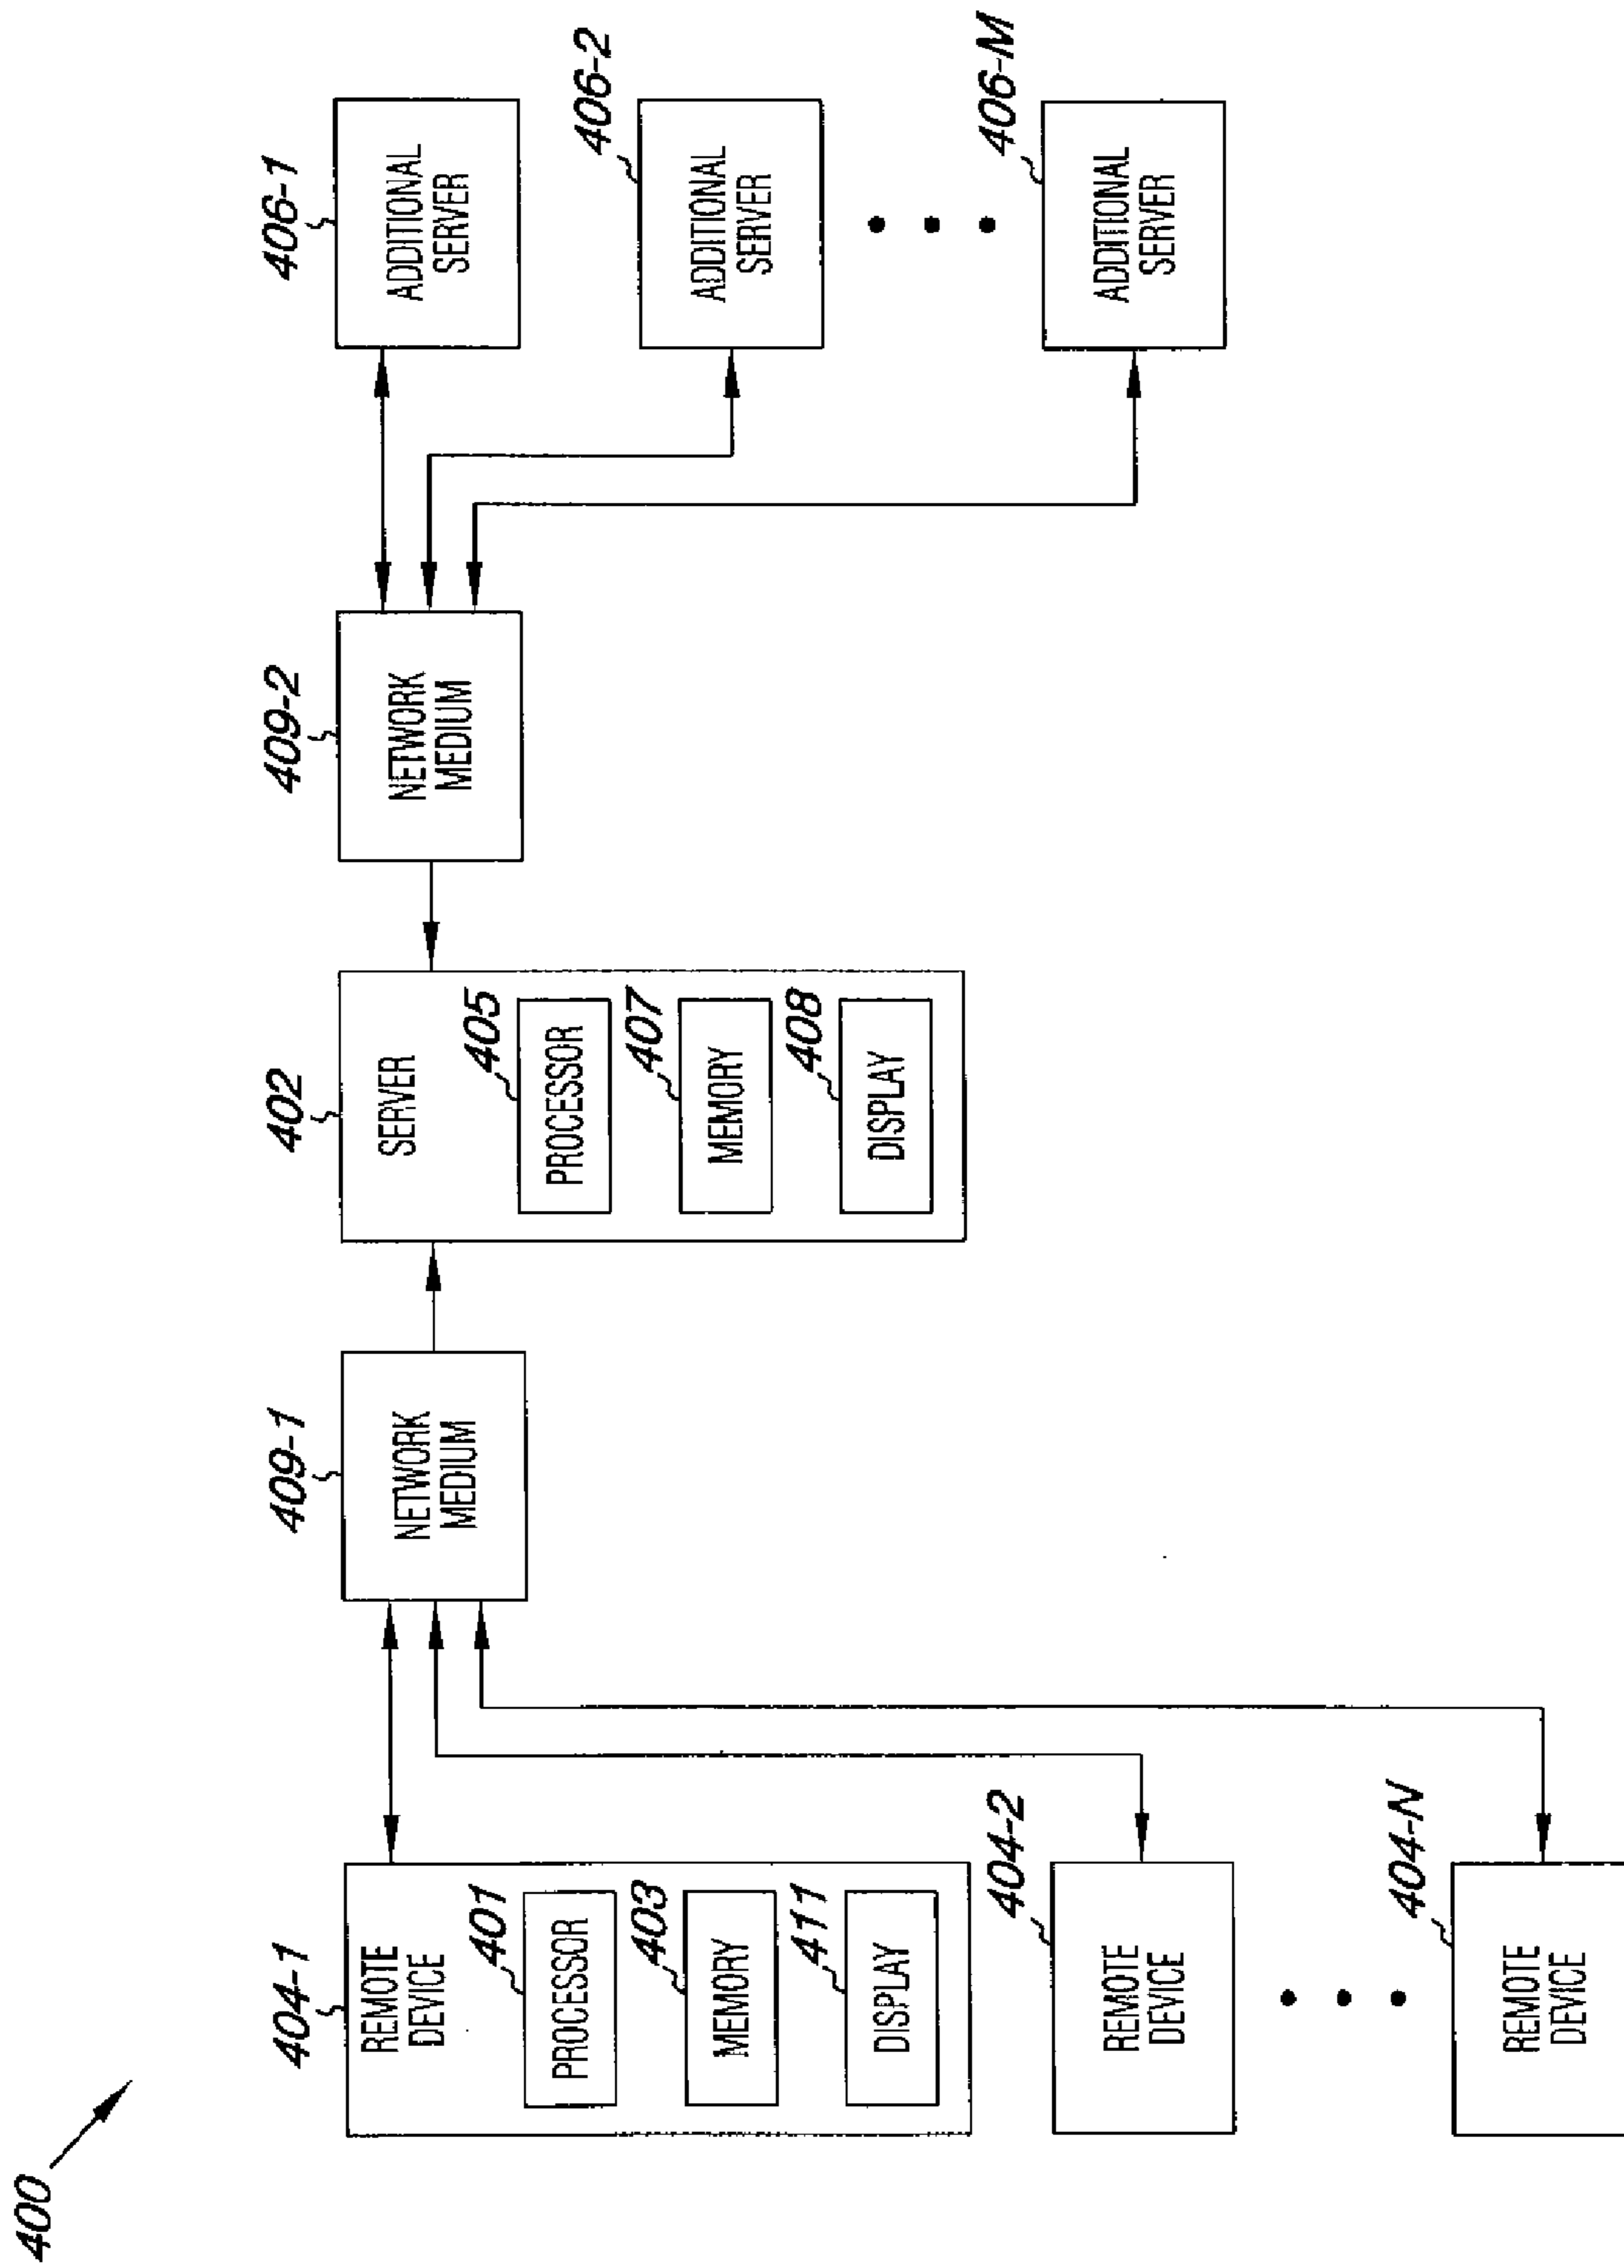 400
404-1
REMOTE
DEVICE
401
PROCESSOR
403
MEMORY
411
DISPLAY
404-2
REMOTE
DEVICE
404-N
REMOTE
DEVICE
409-1
NETWORK
MEDIUM
402
SERVER
405
PROCESSOR
407
MEMORY
408
DISPLAY
409-2
NETWORK
MEDIUM
406-1
ADDITIONAL
SERVER
406-2
ADDITIONAL
SERVER
406-M
ADDITIONAL
SERVER